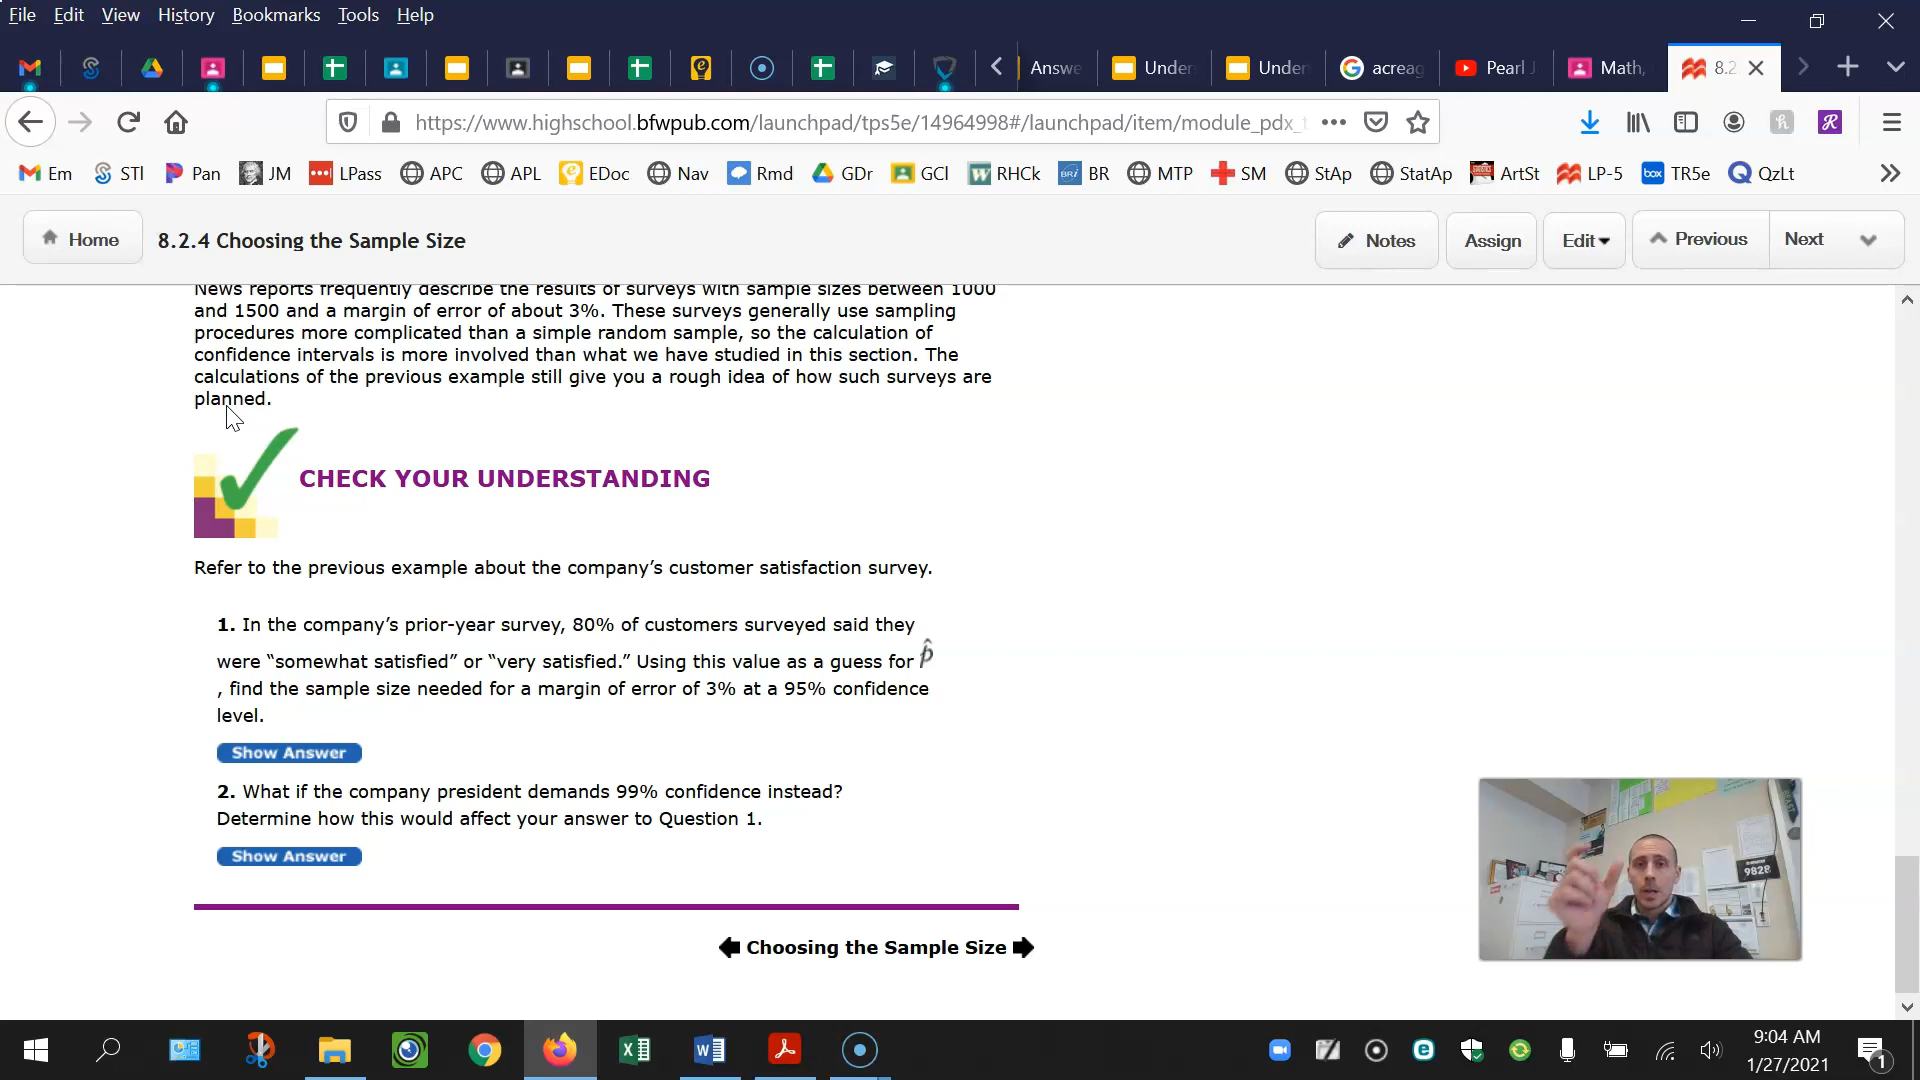 File Edit View History Bookmarks Tools Help
Answe Unde Unde acreag Pearl J Math, 8.2
https://www.highschool.bfwpub.com/launchpad/tps5e/14964998#/launchpad/item/module_pdx_t
Em STl Pan JM LPass APC APL EDoc Nav Rmd GDr GCl RHCk BR MTP SM StAp StatAp ArtSt LP-5 TR5e QzLt
Home 8.2.4 Choosing the Sample Size Notes Assign Edit Previous Next
News reports frequently describe the results of surveys with sample sizes between 1000
and 1500 and a margin of error of about 3%. These surveys generally use sampling
procedures more complicated than a simple random sample, so the calculation of
confidence intervals is more involved than what we have studied in this section. The
calculations of the previous example still give you a rough idea of how such surveys are
planned.
CHECK YOUR UNDERSTANDING
Refer to the previous example about the company’s customer satisfaction survey.
1. In the company’s prior-year survey, 80% of customers surveyed said they
were “somewhat satisfied” or “very satisfied.” Using this value as a guess for p̂
, find the sample size needed for a margin of error of 3% at a 95% confidence
level.
Show Answer
2. What if the company president demands 99% confidence instead?
Determine how this would affect your answer to Question 1.
Show Answer
Choosing the Sample Size
9828
9:04 AM
1/27/2021
1